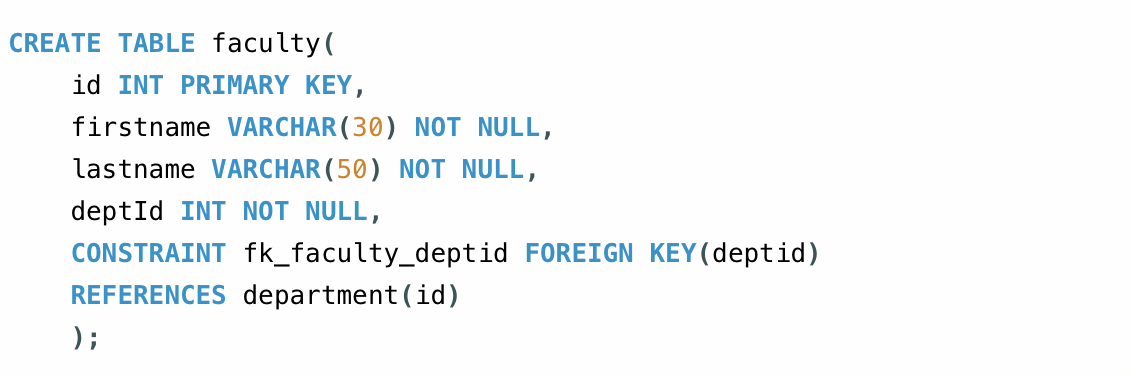 CREATE TABLE faculty(
    id INT PRIMARY KEY,
    firstname VARCHAR(30) NOT NULL,
    lastname VARCHAR(50) NOT NULL,
    deptId INT NOT NULL,
    CONSTRAINT fk_faculty_deptid FOREIGN KEY(deptid)
    REFERENCES department(id)
    );